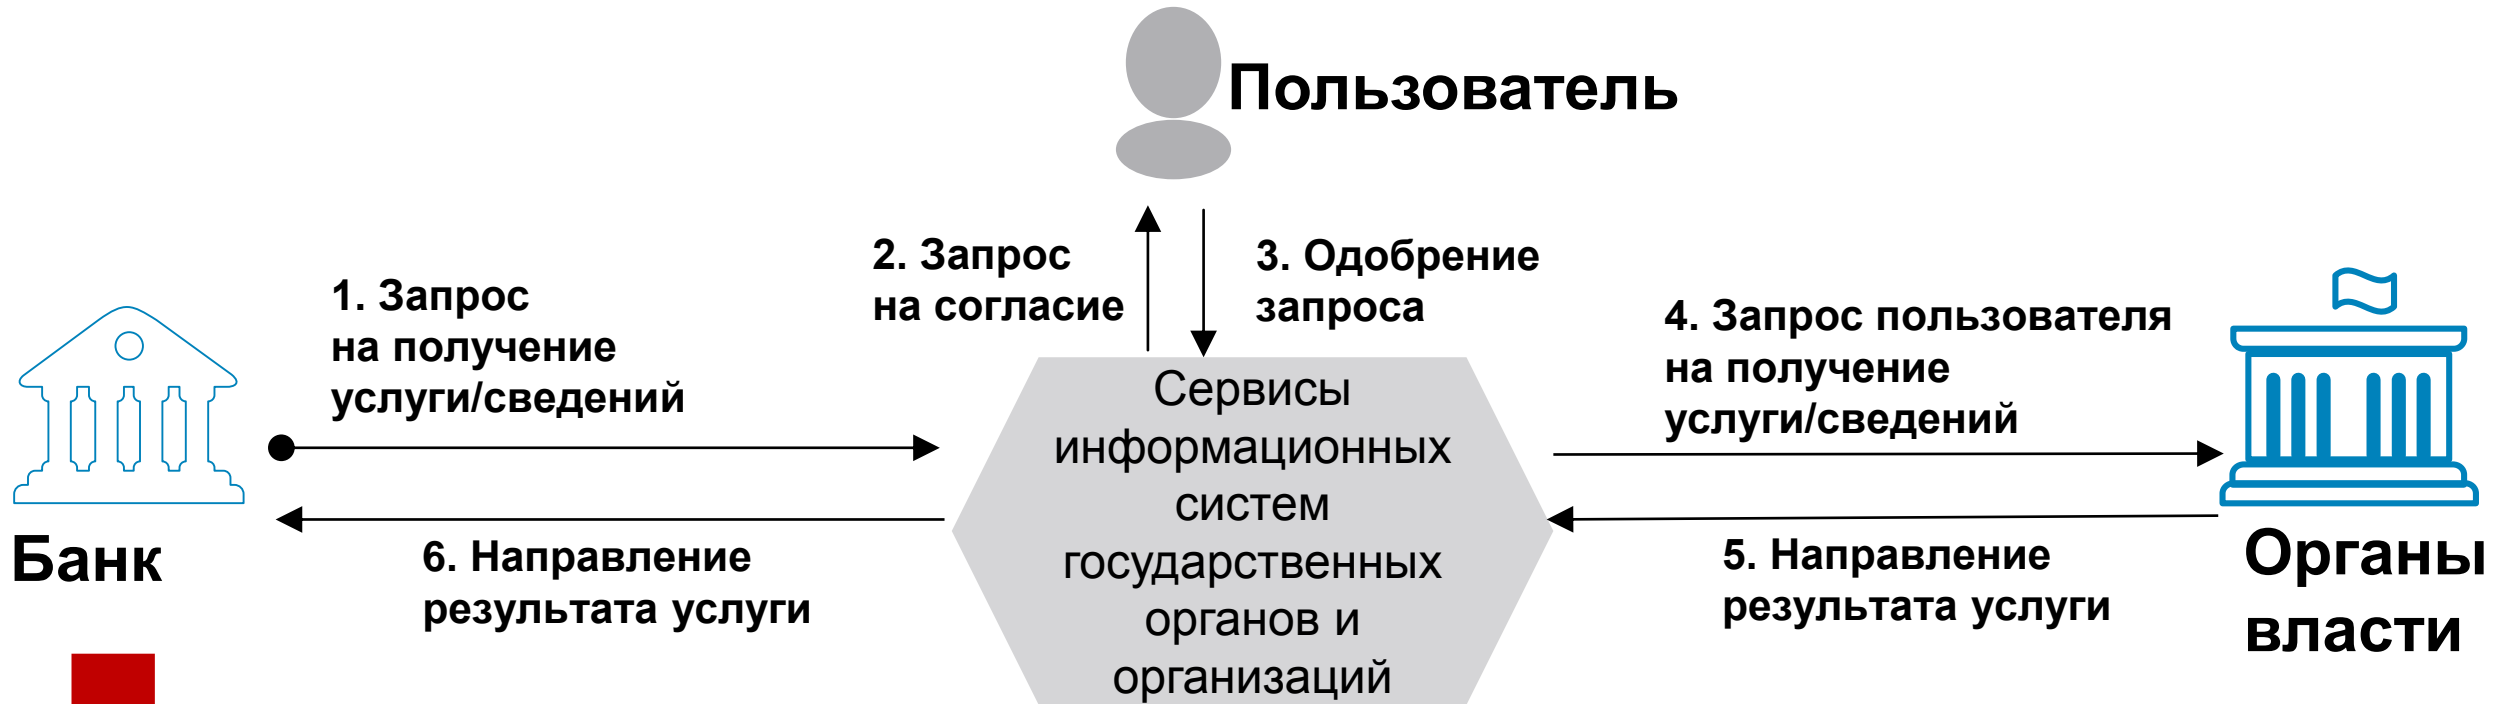 Пользователь
1. Запрос
на получение
услуги/сведений
2. Запрос
на согласие
3. Одобрение
запроса
4. Запрос пользователя
на получение
услуги/сведений
Сервисы
информационных
систем
государственных
органов и
организаций
Банк
6. Направление
результата услуги
5. Направление
результата услуги
Органы
власти